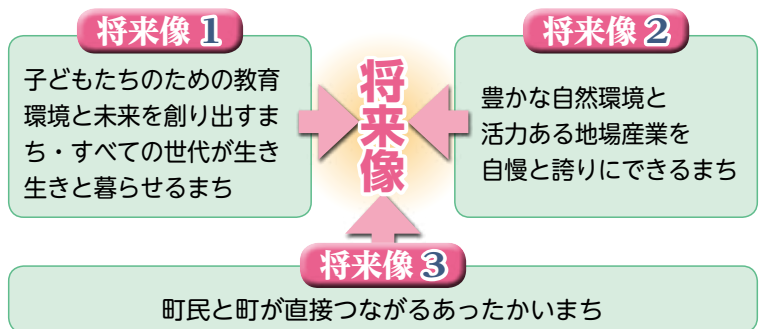 将来像 1
子どもたちのための教育
環境と未来を創り出すま
ち・すべての世代が生き
生きと暮らせるまち
将来像
将来像 2
豊かな自然環境と
活力ある地場産業を
自慢と誇りにできるまち
将来像 3
町民と町が直接つながるあったかいまち